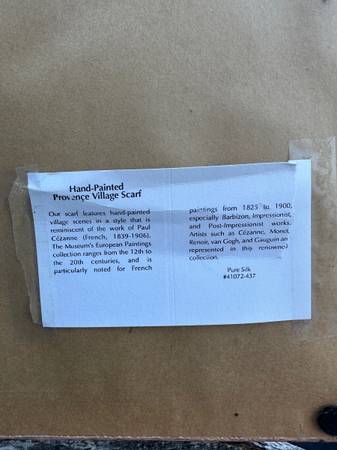 Hand-Painted
Provence Village Scarf
Our scarf features hand-painted
village scenes in a style that is
reminiscent of the work of Paul
Cézanne (French, 1839-1906).
The Museum's European Paintings
collection ranges from the 12th to
the 20th centuries, and is
particularly noted for French
paintings from 1825 to 1900,
especially Barbizon, Impressionist,
and Post-Impressionist works.
Artists such as Cézanne, Monet,
Renoir, van Gogh, and Gauguin are
represented in this renowned
collection.
Pure Silk
#41072-437